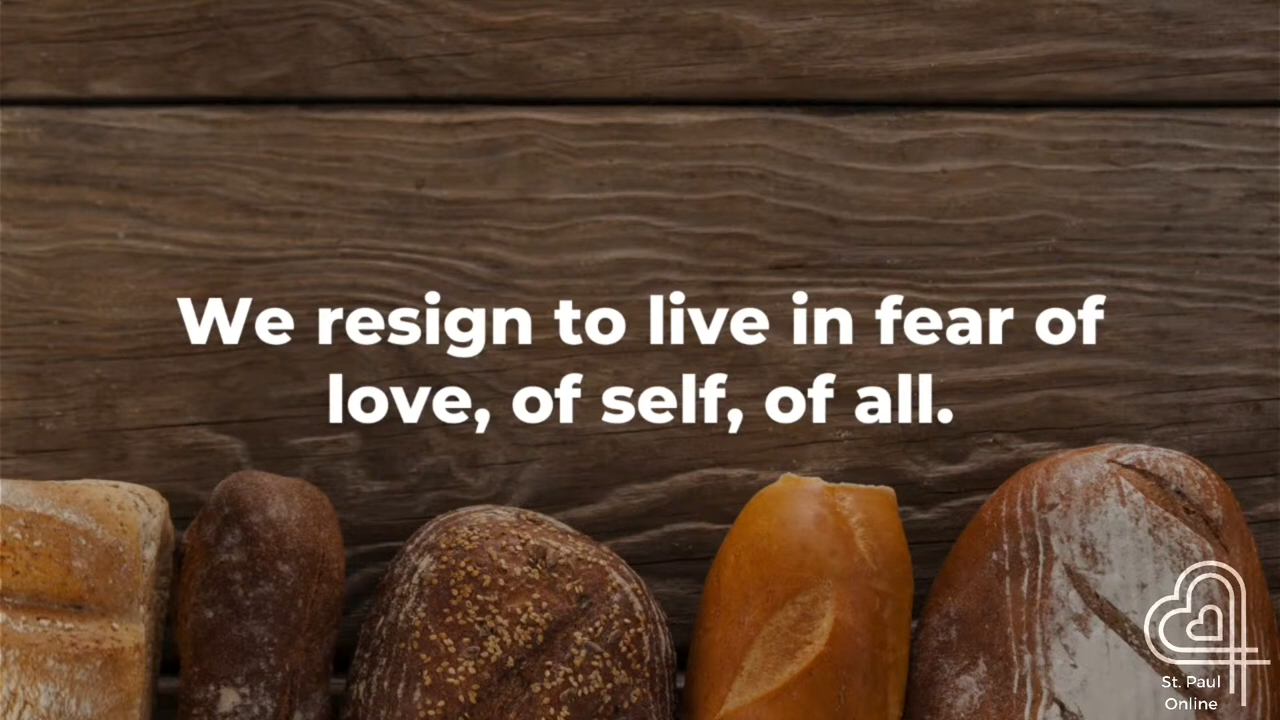 We resign to live in fear of
love, of self, of all.
St. Paul
Online